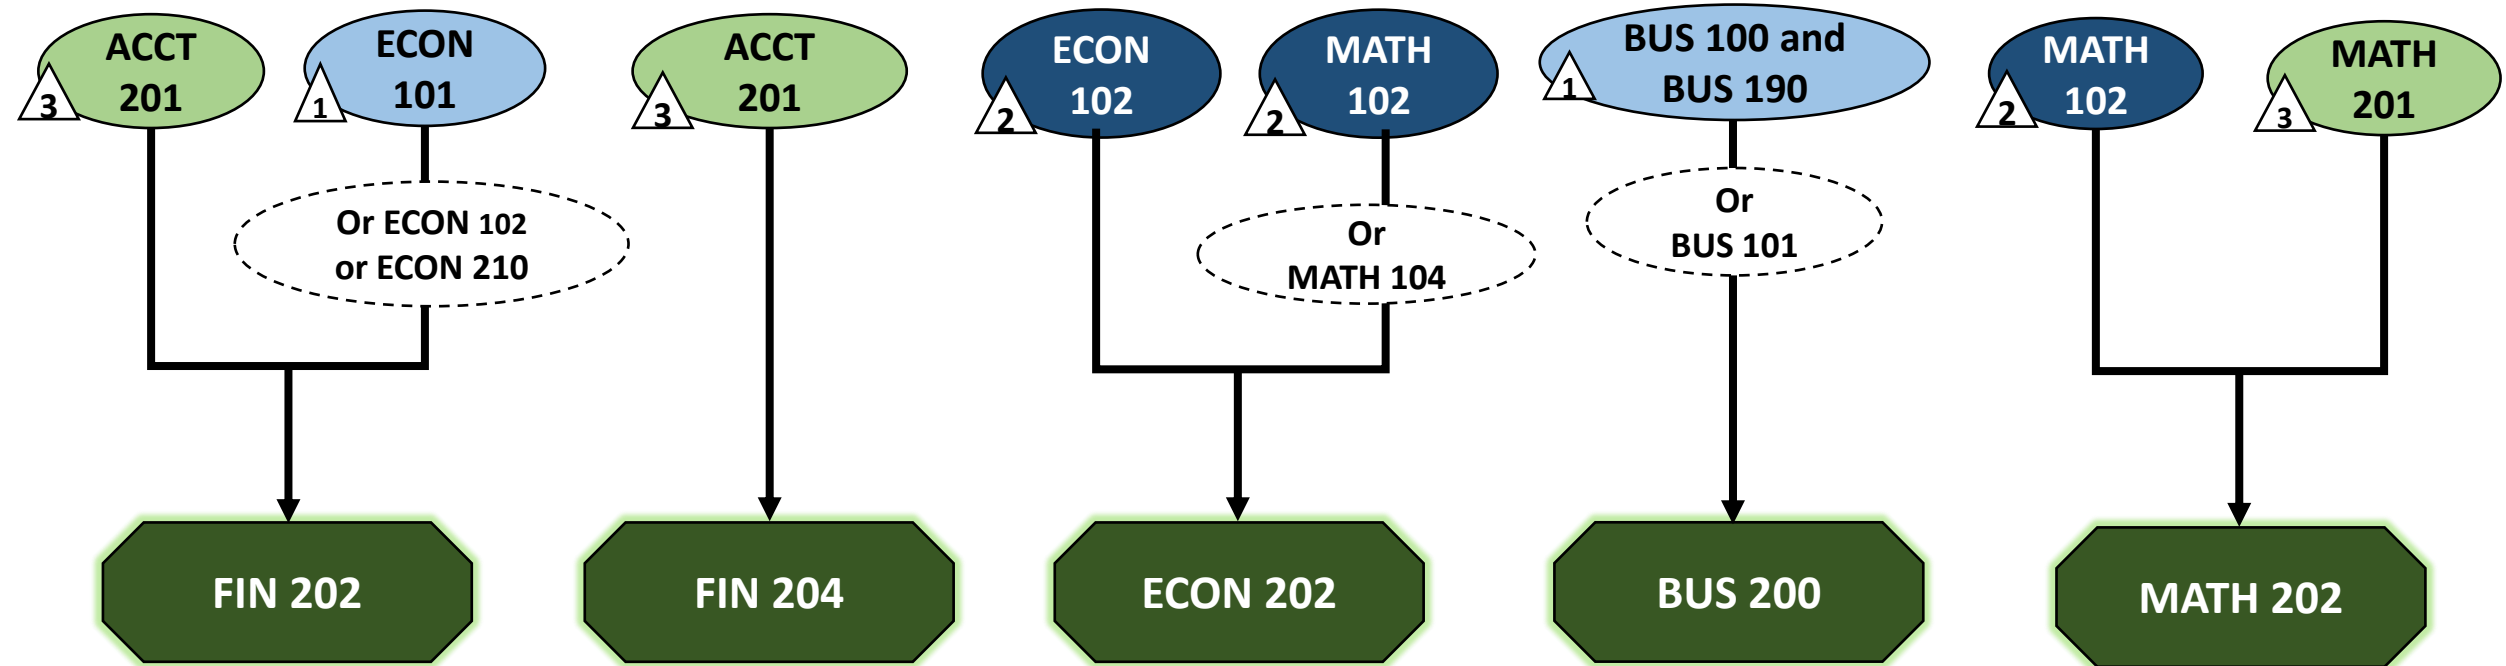 ACCT
201
3
ECON
101
1
Or ECON 102
or ECON 210
FIN 202
ACCT
201
3
FIN 204
ECON
102
2
MATH
102
2
Or
MATH 104
ECON 202
BUS 100 and
BUS 190
1
Or
BUS 101
BUS 200
MATH
102
2
MATH
201
3
MATH 202